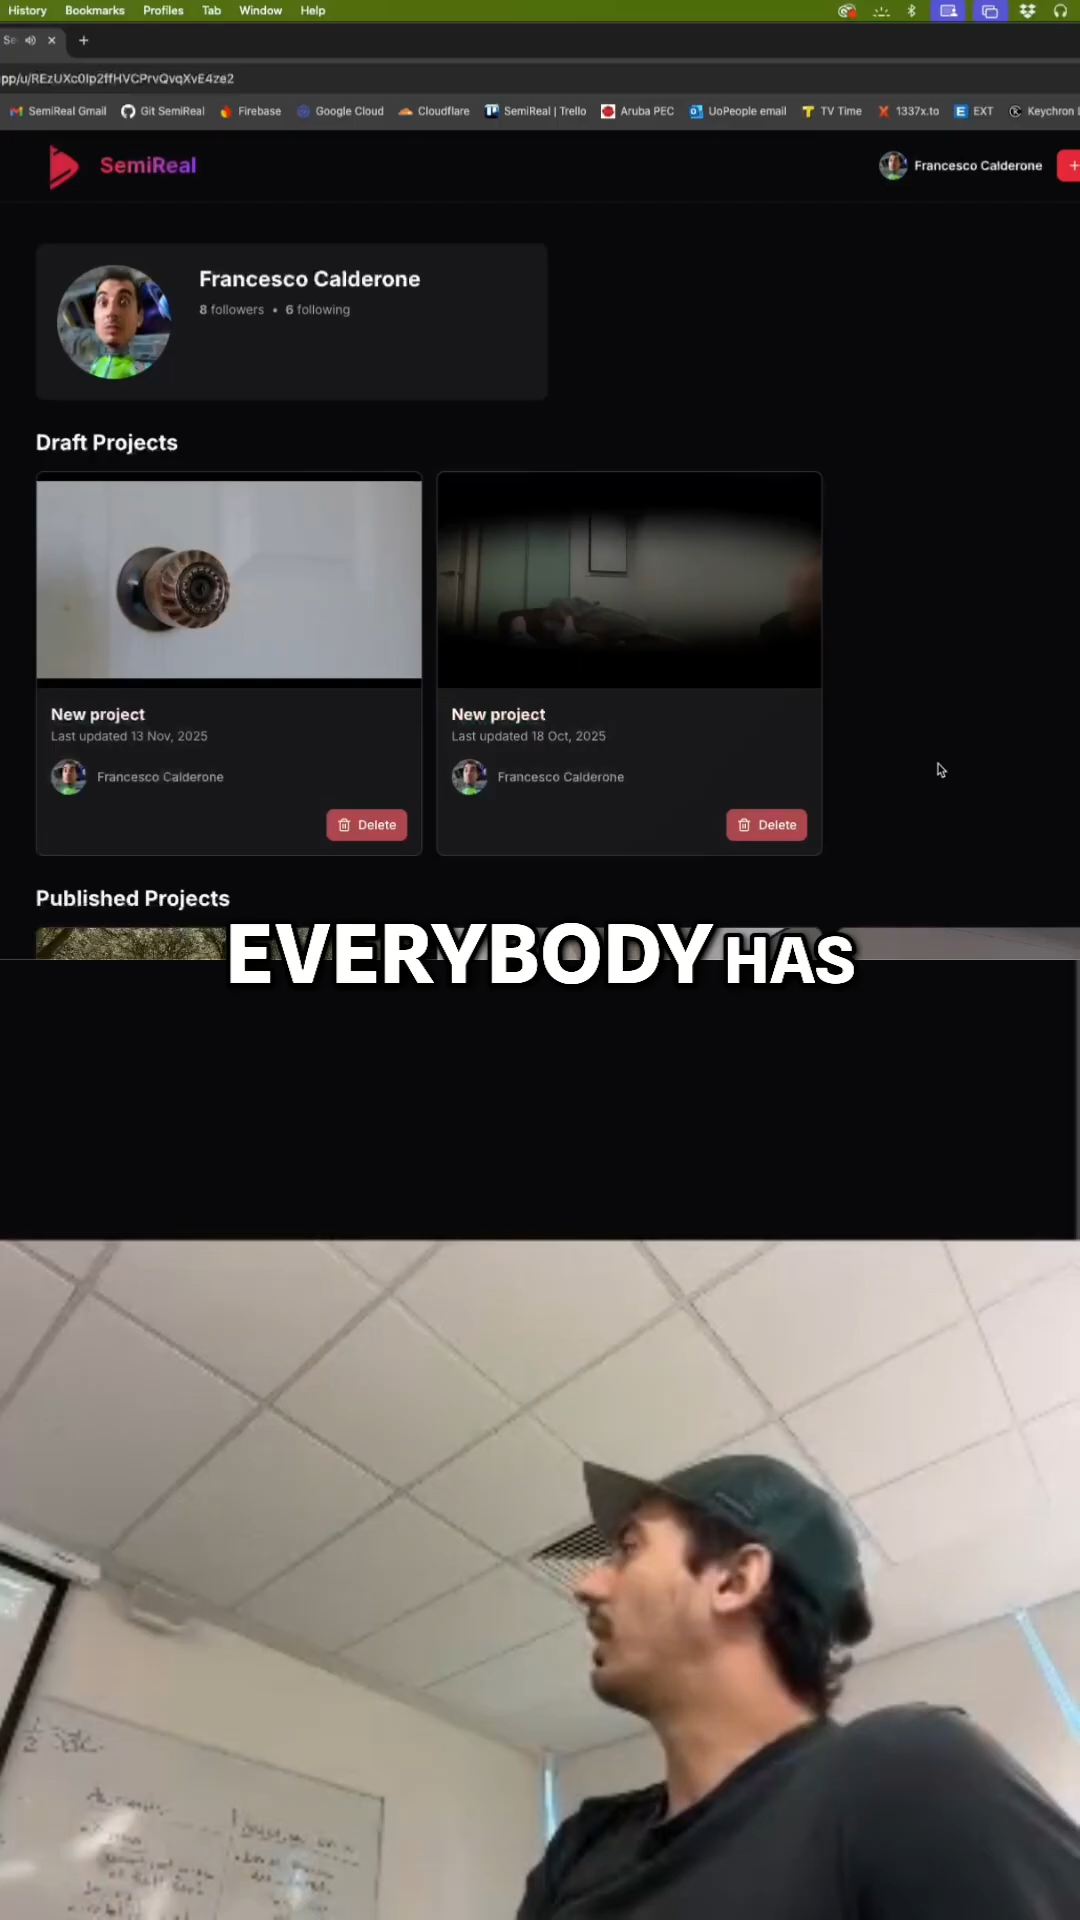 History Bookmarks Profiles Tab Window Help
pp/u/REzUXc0lp2ffHVCPrvQvqXvE4ze2
SemiReal Gmail Git SemiReal Firebase Google Cloud Cloudflare SemiReal | Trello Aruba PEC UoPeople email TV Time 1337x.to EXT Keychron
SemiReal Francesco Calderone
Francesco Calderone
8 followers • 6 following
Draft Projects
New project
Last updated 13 Nov, 2025
Francesco Calderone
Delete
New project
Last updated 18 Oct, 2025
Francesco Calderone
Delete
Published Projects
EVERYBODY HAS